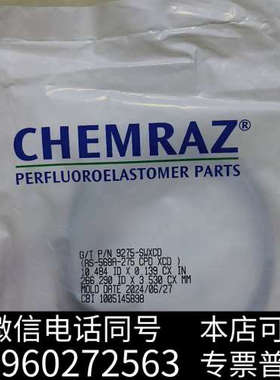 CHEMRAZ®
PERFLUOROELASTOMER PARTS
G/T P/N 9275-SWXCD
(AS-568A-275 CPD XCD )
10.484 ID X 0.139 CX IN
266.290 ID X 3.530 CX MM
MOLD DATE 2024/06/27
CBI 1005145898
微信电话同号
本店可
960272563
专票普票